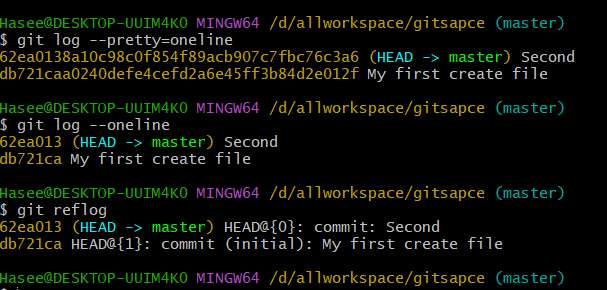 Hasee@DESKTOP-UUIM4KO MINGW64 /d/allworkspace/gitsapce (master)
$ git log --pretty=oneline
62ea0138a10c98c0f854f89acb907c7fbc76c3a6 (HEAD -> master) Second
db721caa0240defe4cefd2a6e45ff3b84d2e012f My first create file
Hasee@DESKTOP-UUIM4KO MINGW64 /d/allworkspace/gitsapce (master)
$ git log --oneline
62ea013 (HEAD -> master) Second
db721ca My first create file
Hasee@DESKTOP-UUIM4KO MINGW64 /d/allworkspace/gitsapce (master)
$ git reflog
62ea013 (HEAD -> master) HEAD@{0}: commit: Second
db721ca HEAD@{1}: commit (initial): My first create file
Hasee@DESKTOP-UUIM4KO MINGW64 /d/allworkspace/gitsapce (master)